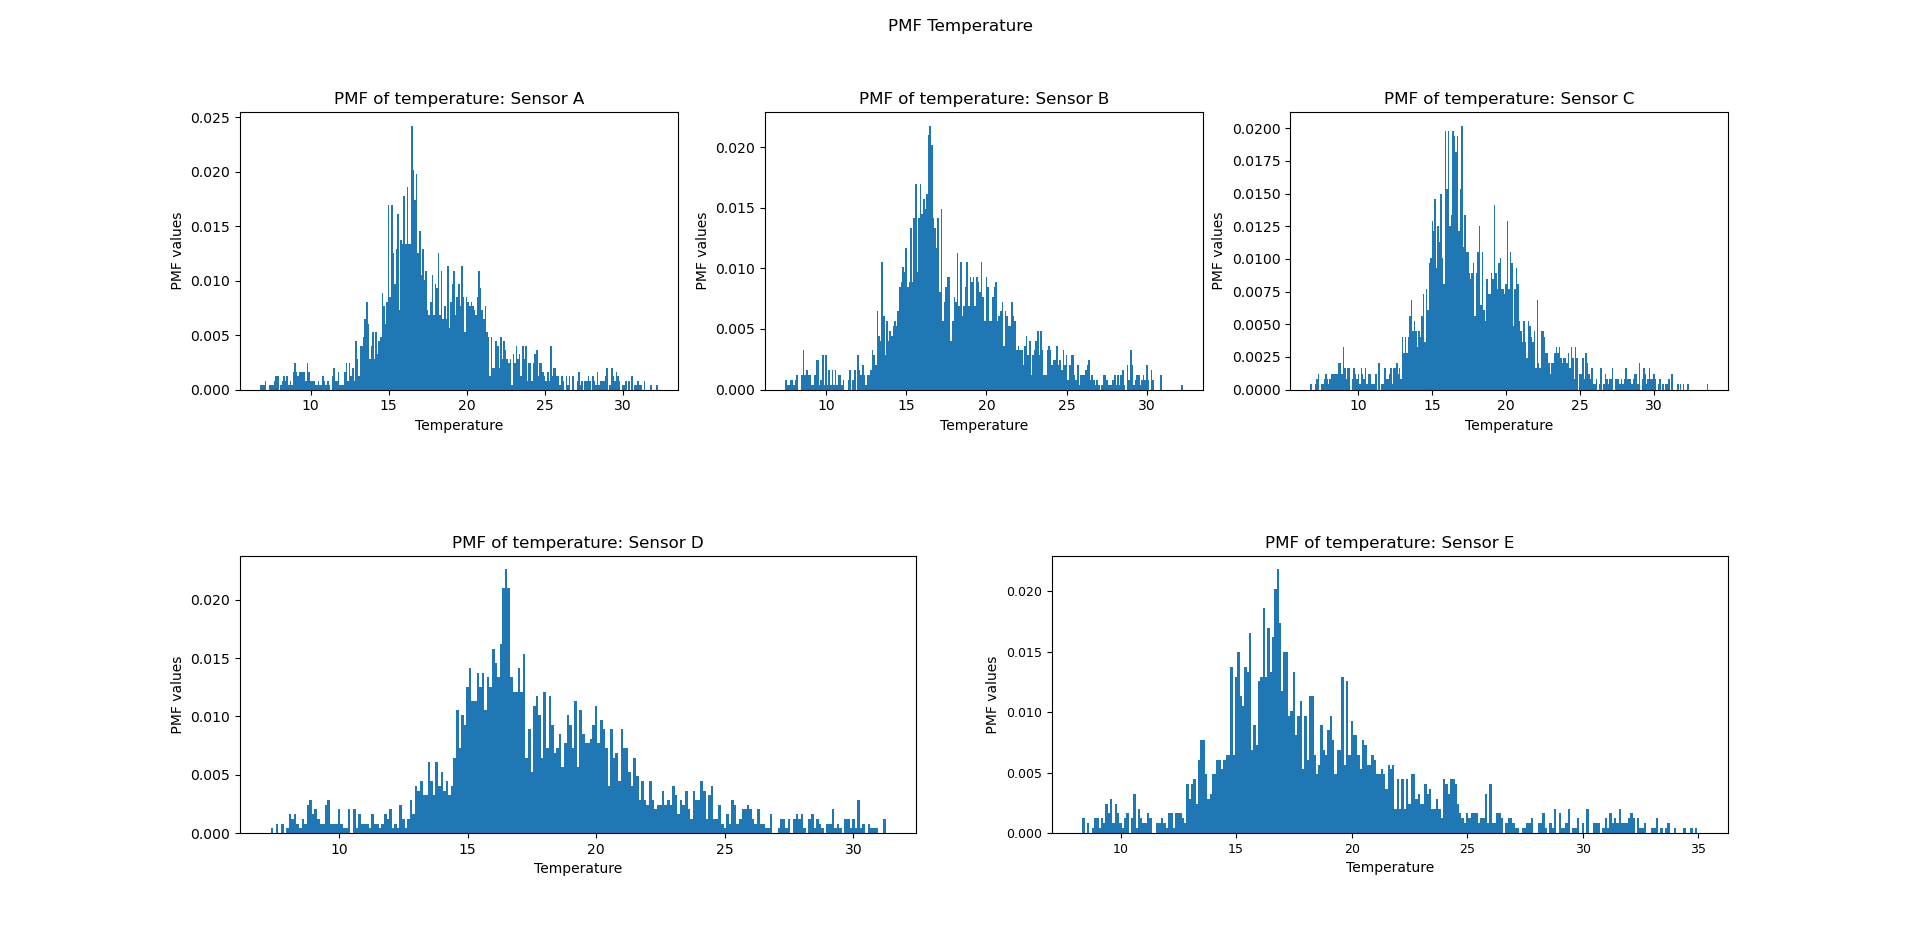 PMF Temperature
PMF of temperature: Sensor A
0.025
0.020
0.015
0.010
0.005
0.000
PMF values
10 15 20 25 30
Temperature
PMF of temperature: Sensor B
0.020
0.015
0.010
0.005
0.000
PMF values
10 15 20 25 30
Temperature
PMF of temperature: Sensor C
0.0200
0.0175
0.0150
0.0125
0.0100
0.0075
0.0050
0.0025
0.0000
PMF values
10 15 20 25 30
Temperature
PMF of temperature: Sensor D
0.020
0.015
0.010
0.005
0.000
PMF values
10 15 20 25 30
Temperature
PMF of temperature: Sensor E
0.020
0.015
0.010
0.005
0.000
PMF values
10 15 20 25 30 35
Temperature